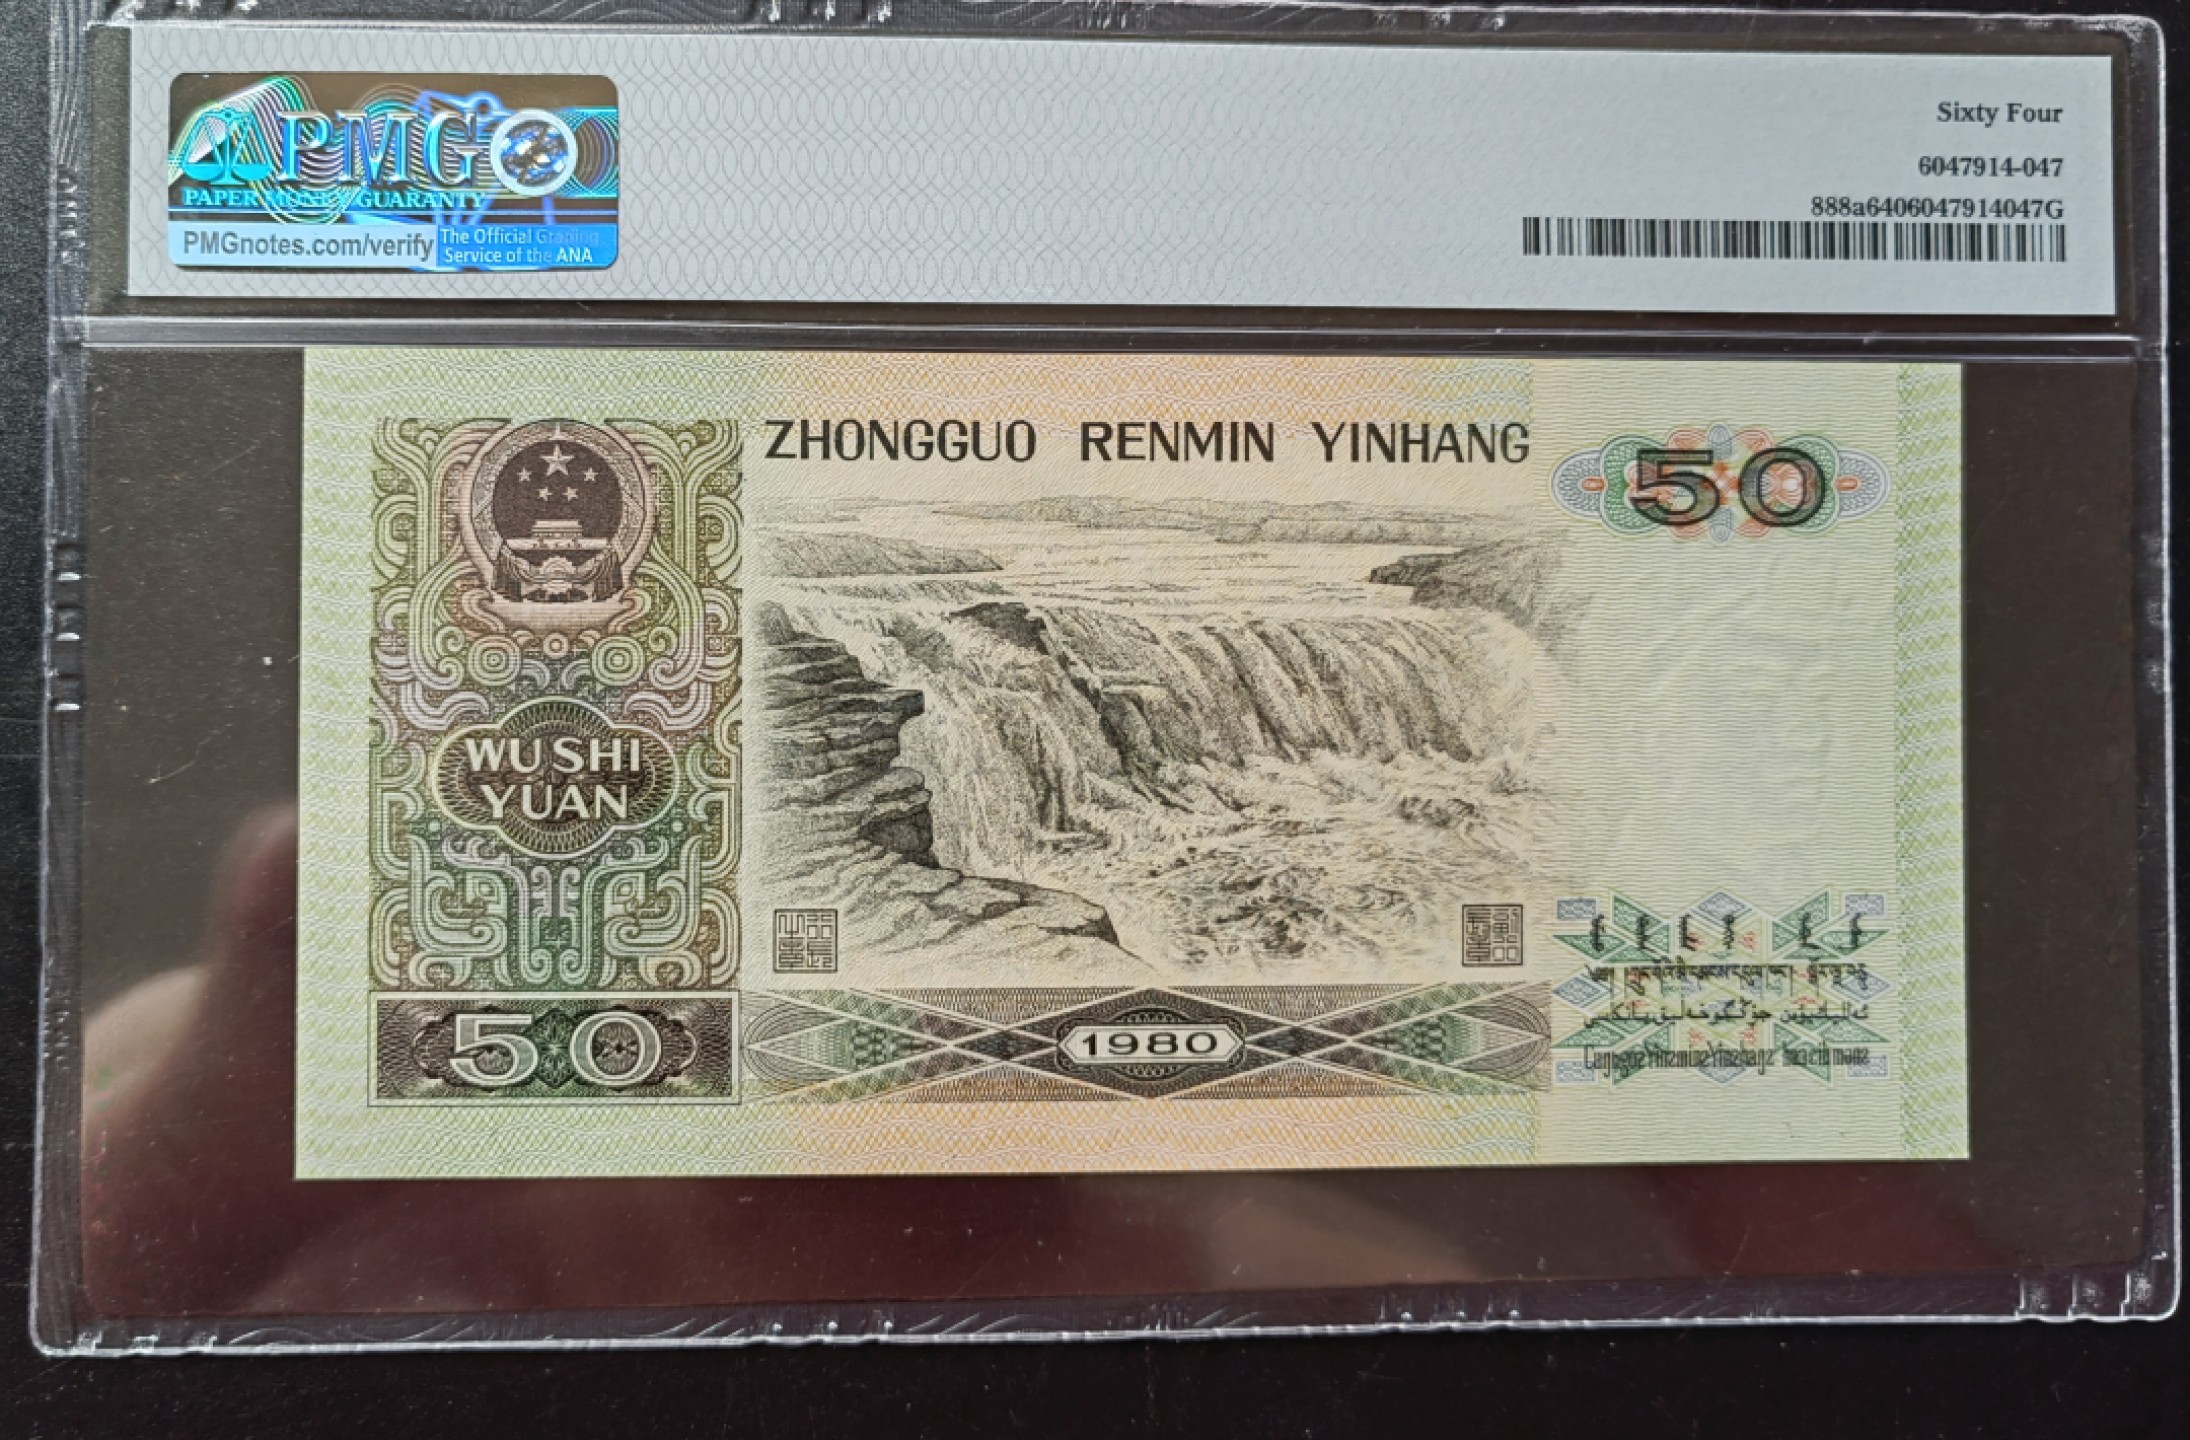 PMG
PAPER MONEY GUARANTY
PMGnotes.com/verify
The Official Grading
Service of the ANA
Sixty Four
6047914-047
888a6406047914047G
ZHONGGUO RENMIN YINHANG
50
WU SHI
YUAN
50
1980